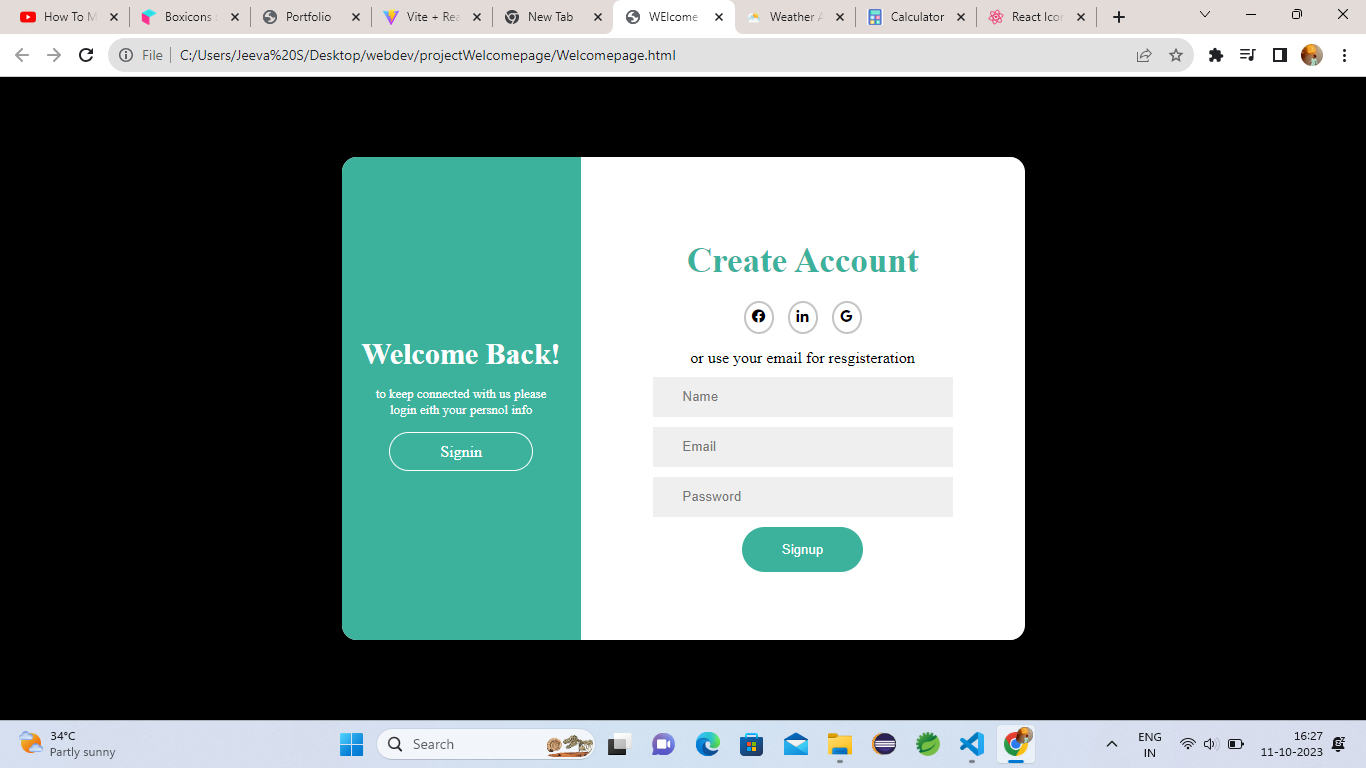 How To M
Boxicons :
Portfolio
Vite + Rea
New Tab
WElcome
Weather A
Calculator
React Icon
File
C:/Users/Jeeva%20S/Desktop/webdev/projectWelcomepage/Welcomepage.html
Welcome Back!
to keep connected with us please
login eith your persnol info
Signin
Create Account
or use your email for resgisteration
Name
Email
Password
Signup
34°C
Partly sunny
Search
ENG
IN
16:27
11-10-2023